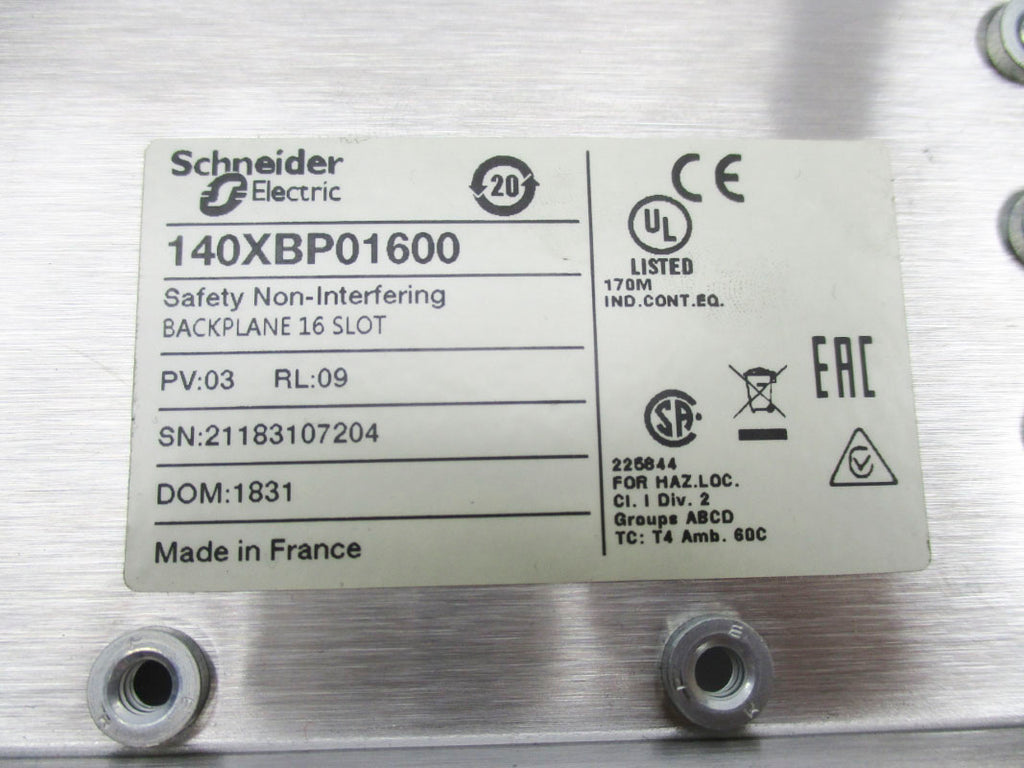 Schneider
Electric
20
140XBP01600
Safety Non-Interfering
BACKPLANE 16 SLOT
PV:03 RL:09
SN:21183107204
DOM:1831
Made in France
CE
UL
LISTED
170M
IND.CONT.EQ.
EAC
SA
225844
FOR HAZ.LOC.
Cl. I Div. 2
Groups ABCD
TC: T4 Amb. 60C